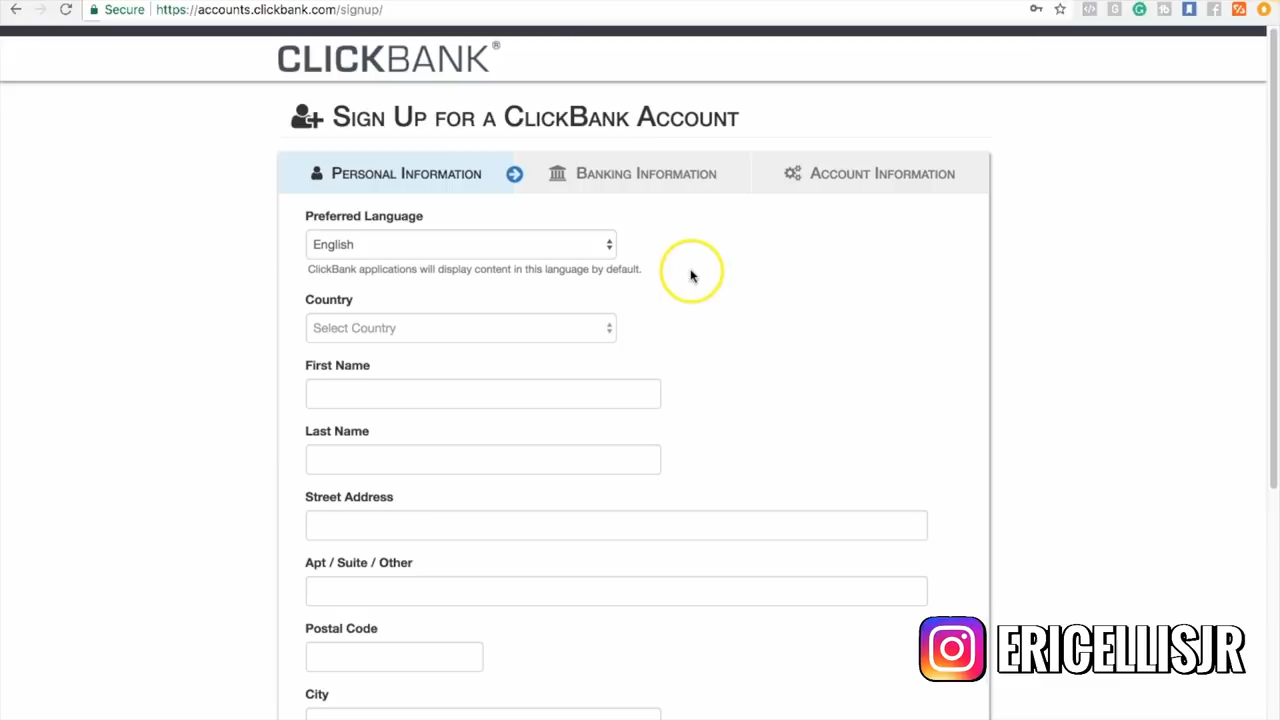 Secure https://accounts.clickbank.com/signup/
CLICKBANK®
SIGN UP FOR A CLICKBANK ACCOUNT
PERSONAL INFORMATION BANKING INFORMATION ACCOUNT INFORMATION
Preferred Language
English
ClickBank applications will display content in this language by default.
Country
Select Country
First Name
Last Name
Street Address
Apt / Suite / Other
Postal Code
ERICELLISJR
City